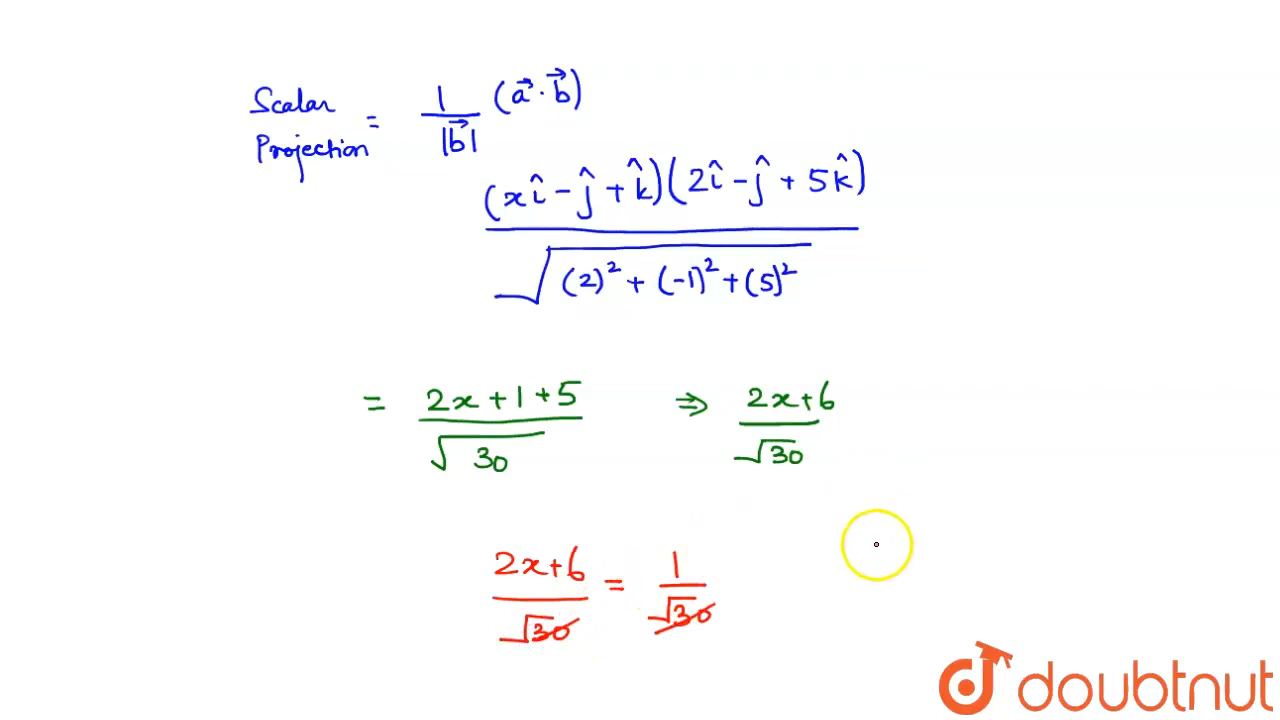 Scalar Projection = 1/|b⃗| (a⃗ · b⃗)
(xî - ĵ + k̂)(2î - ĵ + 5k̂)
√((2)² + (-1)² + (5)²)
= (2x + 1 + 5)/√30 ⇒ (2x + 6)/√30
(2x + 6)/√30 = 1/√30
doubtnut